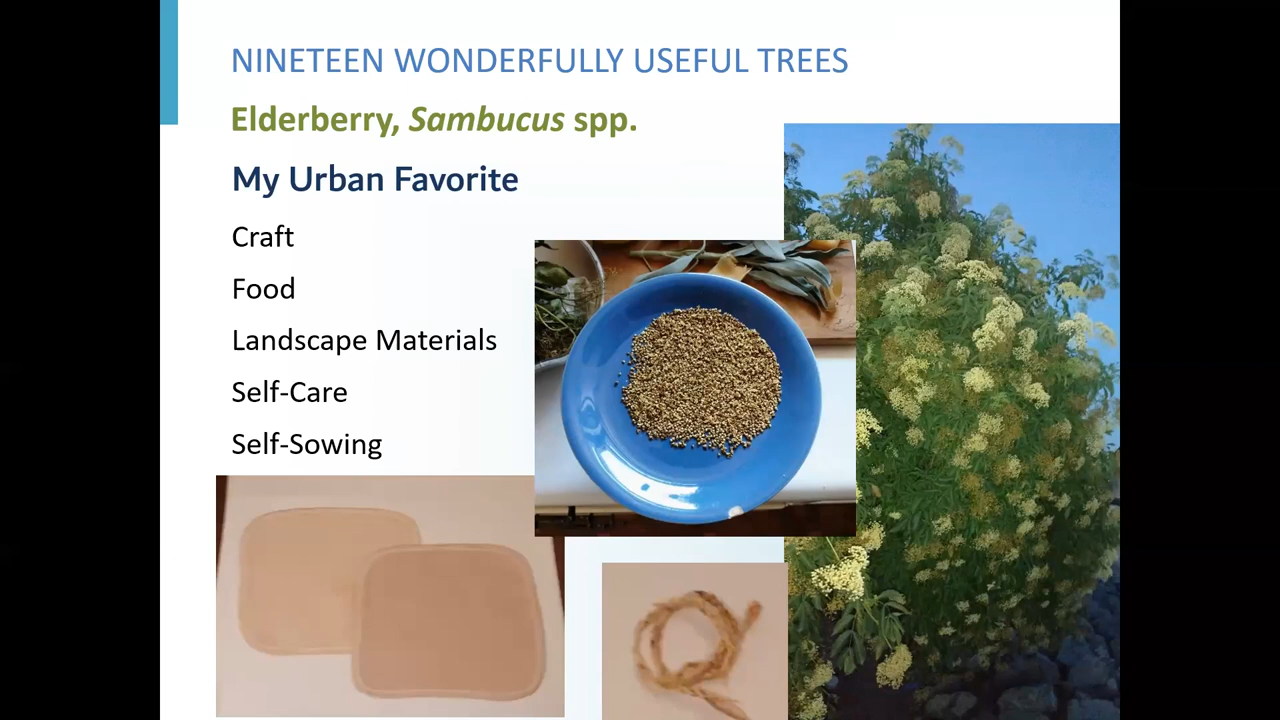 NINETEEN WONDERFULLY USEFUL TREES
Elderberry, Sambucus spp.
My Urban Favorite
Craft
Food
Landscape Materials
Self-Care
Self-Sowing